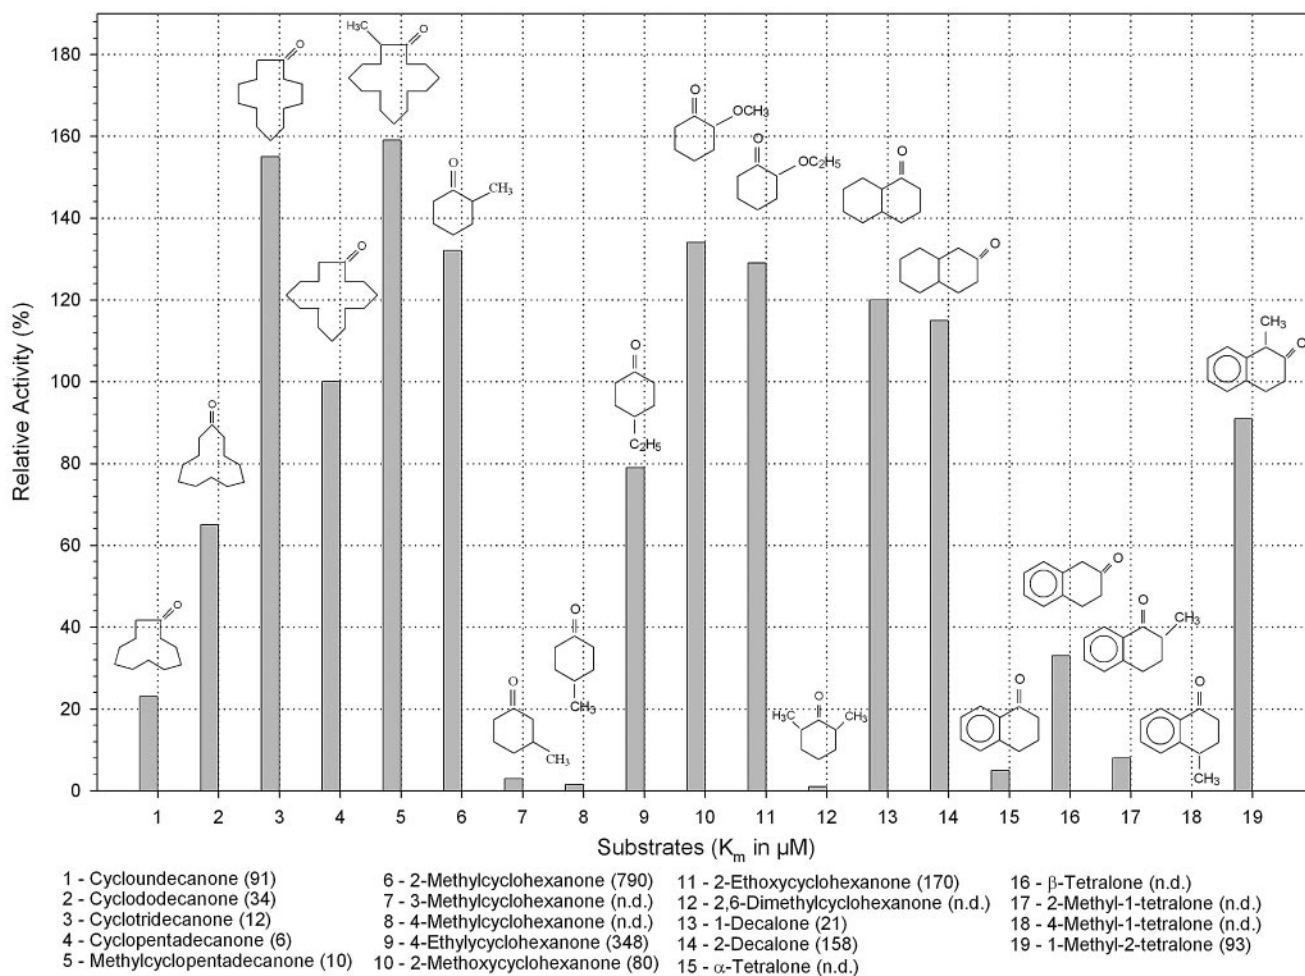 Relative Activity (%)
180
160
140
120
100
80
60
40
20
0
O
O
O
O
H₃C
O
O
CH₃
O
CH₃
O
CH₃
O
C₂H₅
O
OCH₃
O
OC₂H₅
H₃C
O
CH₃
O
O
O
O
O
CH₃
O
CH₃
CH₃
O
1 2 3 4 5 6 7 8 9 10 11 12 13 14 15 16 17 18 19
Substrates (Kₘ in µM)
1 - Cycloundecanone (91)
2 - Cyclododecanone (34)
3 - Cyclotridecanone (12)
4 - Cyclopentadecanone (6)
5 - Methylcyclopentadecanone (10)
6 - 2-Methylcyclohexanone (790)
7 - 3-Methylcyclohexanone (n.d.)
8 - 4-Methylcyclohexanone (n.d.)
9 - 4-Ethylcyclohexanone (348)
10 - 2-Methoxycyclohexanone (80)
11 - 2-Ethoxycyclohexanone (170)
12 - 2,6-Dimethylcyclohexanone (n.d.)
13 - 1-Decalone (21)
14 - 2-Decalone (158)
15 - α-Tetralone (n.d.)
16 - β-Tetralone (n.d.)
17 - 2-Methyl-1-tetralone (n.d.)
18 - 4-Methyl-1-tetralone (n.d.)
19 - 1-Methyl-2-tetralone (93)